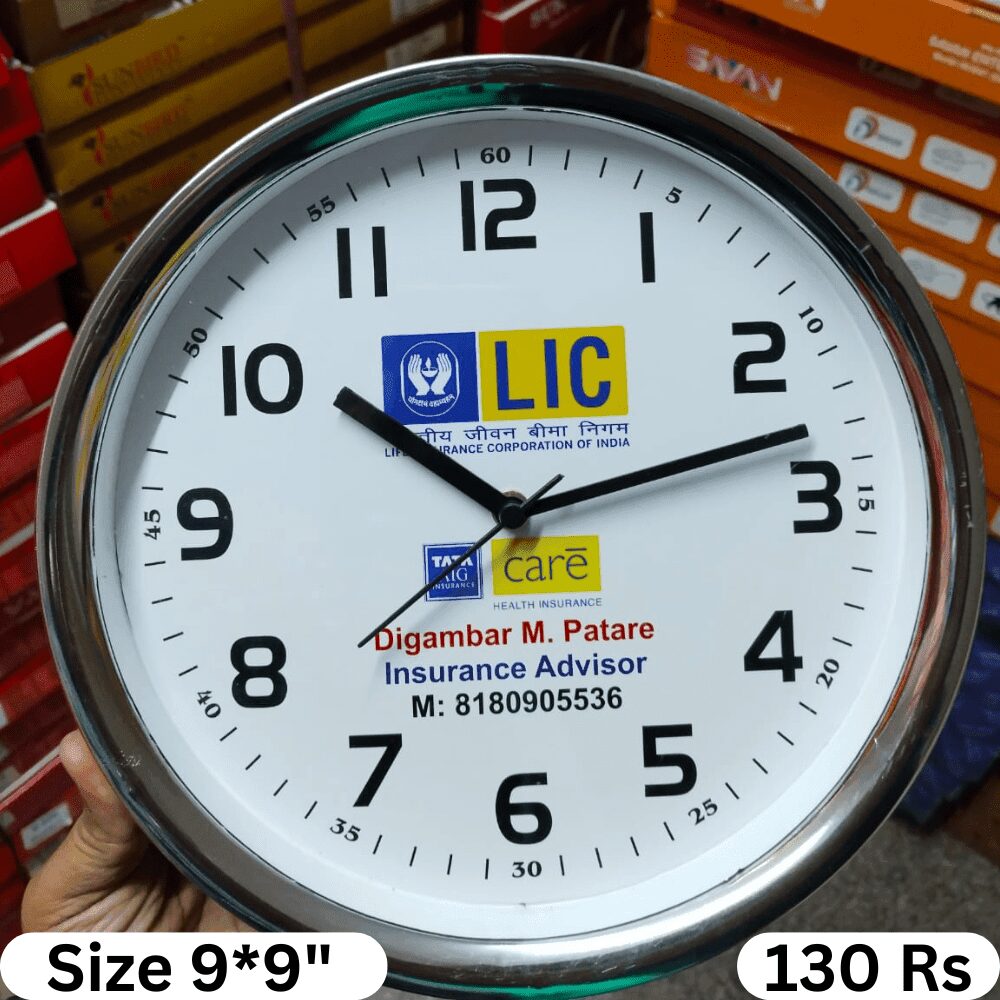 SUNBIRD
SAVAN
60
12
5
55
11
1
10
50
10
2
LIC
जीवन बीमा निगम
CORPORATION OF INDIA
45
9
3
15
TATA
AIG
INSURANCE
care
HEALTH INSURANCE
Digambar M. Patare
Insurance Advisor
M: 8180905536
8
4
20
40
7
5
6
35
25
30
Size 9*9"
130 Rs